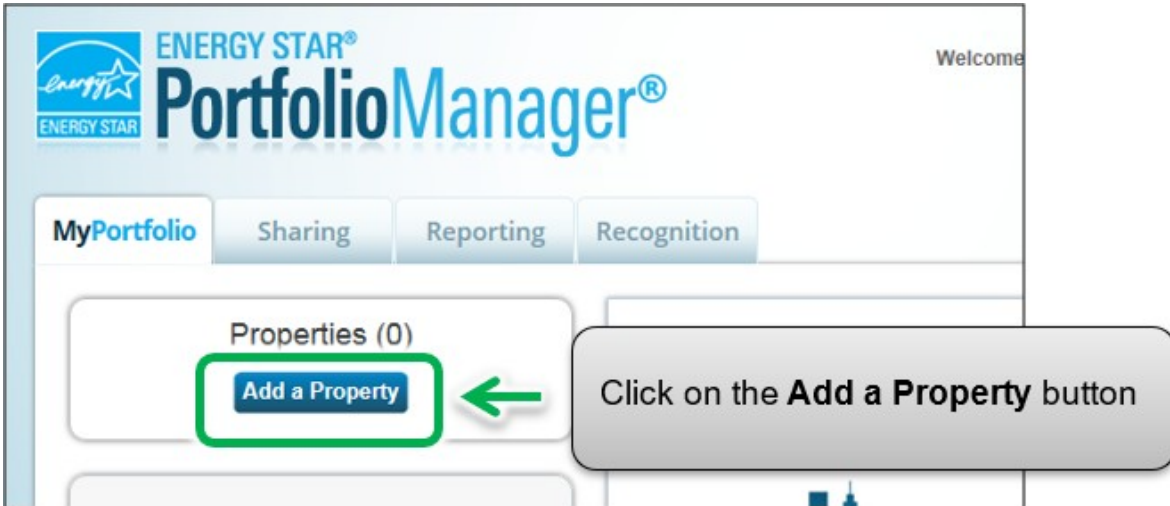 ENERGY STAR®
PortfolioManager®
energy
ENERGY STAR
Welcome
MyPortfolio
Sharing
Reporting
Recognition
Properties (0)
Add a Property
Click on the Add a Property button